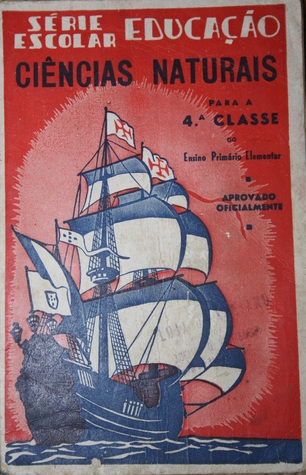 SÉRIE ESCOLAR EDUCAÇÃO
CIÊNCIAS NATURAIS
PARA A
4.ª CLASSE
DO
Ensino Primário Elementar
APROVADO
OFICIALMENTE